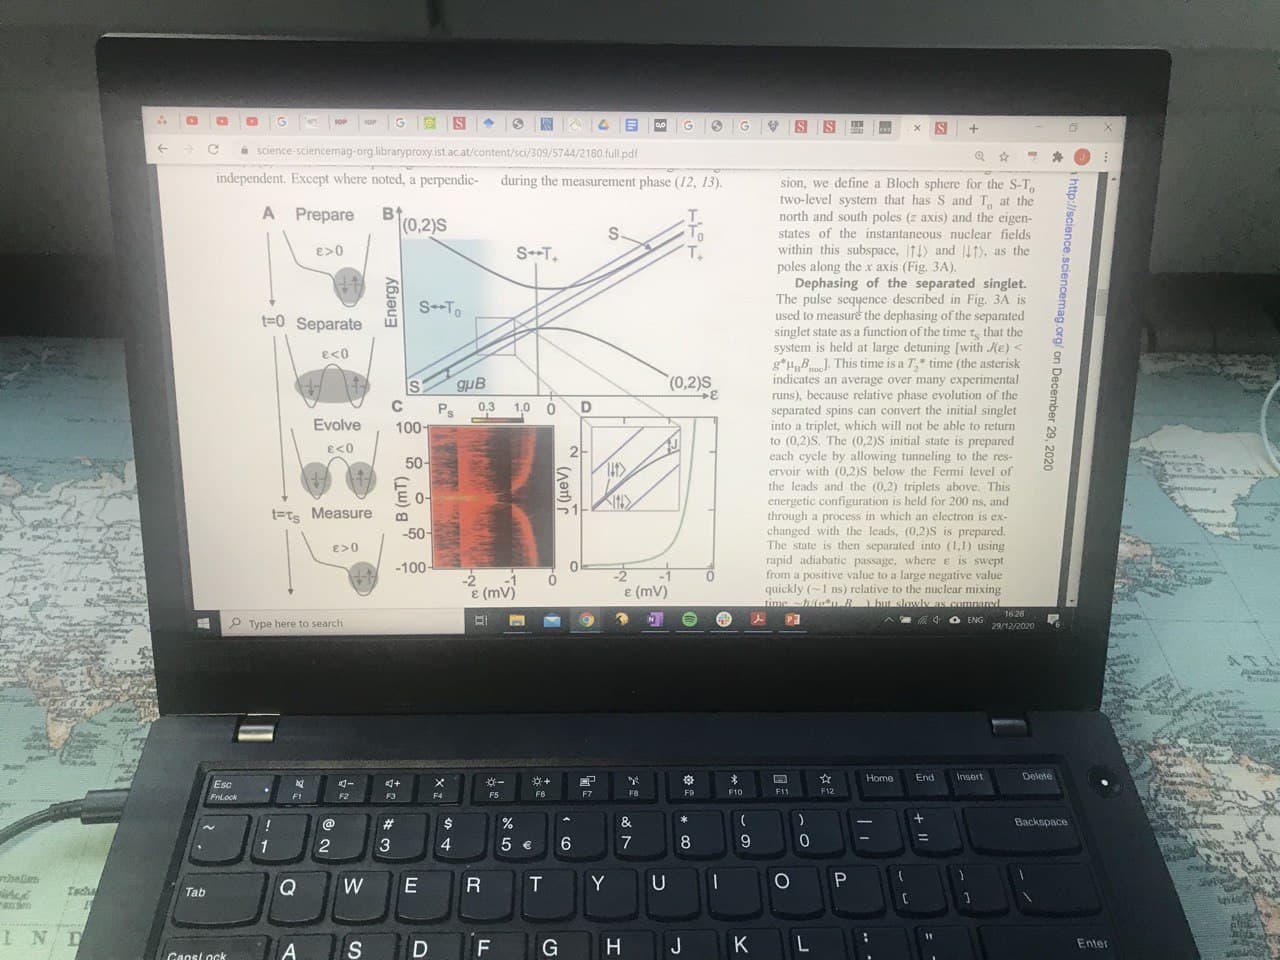 science-sciencemag-org.libraryproxy.ist.ac.at/content/sci/309/5744/2180.full.pdf
independent. Except where noted, a perpendic-
during the measurement phase (12, 13).
A Prepare
ε>0
t=0 Separate
ε<0
Evolve
ε<0
t=τs Measure
ε>0
B
(0,2)S
S
T-
T0
T+
S↔T+
S↔T0
Energy
S
gμB
(0,2)S
ε
C
Ps 0.3 1.0
0
100
50
0
-50
-100
B (mT)
-2 -1 0
ε (mV)
D
2
1
0
J (μeV)
J
|↓↑⟩
|↑↓⟩
-2 -1 0
ε (mV)
sion, we define a Bloch sphere for the S-T0
two-level system that has S and T0 at the
north and south poles (z axis) and the eigen-
states of the instantaneous nuclear fields
within this subspace, |↑↓⟩ and |↓↑⟩, as the
poles along the x axis (Fig. 3A).
Dephasing of the separated singlet.
The pulse sequence described in Fig. 3A is
used to measure the dephasing of the separated
singlet state as a function of the time τs that the
system is held at large detuning [with J(ε) <
g*μBBnuc]. This time is a T2* time (the asterisk
indicates an average over many experimental
runs), because relative phase evolution of the
separated spins can convert the initial singlet
into a triplet, which will not be able to return
to (0,2)S. The (0,2)S initial state is prepared
each cycle by allowing tunneling to the res-
ervoir with (0,2)S below the Fermi level of
the leads and the (0,2) triplets above. This
energetic configuration is held for 200 ns, and
through a process in which an electron is ex-
changed with the leads, (0,2)S is prepared.
The state is then separated into (1,1) using
rapid adiabatic passage, where ε is swept
from a positive value to a large negative value
quickly (~1 ns) relative to the nuclear mixing
but slowly as compared
http://science.sciencemag.org/ on December 29, 2020
Type here to search
ENG
16:26
29/12/2020
Esc
FnLock
F1 F2 F3 F4 F5 F6 F7 F8 F9 F10 F11 F12
Home End Insert Delete
~ ! @ # $ % ^ & * ( ) _ +
` 1 2 3 4 5 € 6 7 8 9 0 - =
Backspace
Tab Q W E R T Y U I O P { [ } ] | \
CapsLock A S D F G H J K L : ; " Enter
IND